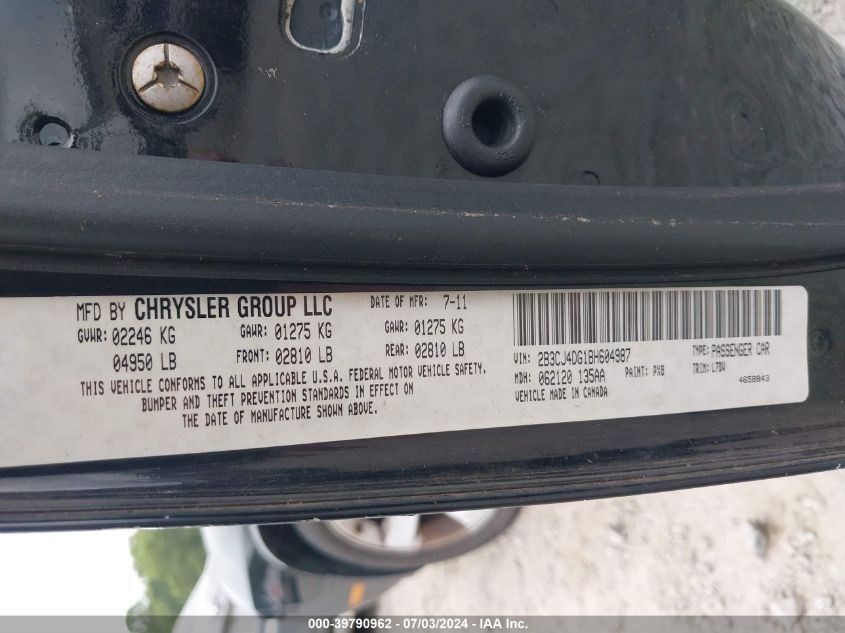 MFD BY CHRYSLER GROUP LLC DATE OF MFR: 7-11
GVWR: 02246 KG GAWR: 01275 KG GAWR: 01275 KG
04950 LB FRONT: 02810 LB REAR: 02810 LB
THIS VEHICLE CONFORMS TO ALL APPLICABLE U.S.A. FEDERAL MOTOR VEHICLE SAFETY,
BUMPER AND THEFT PREVENTION STANDARDS IN EFFECT ON
THE DATE OF MANUFACTURE SHOWN ABOVE.
VIN: 2B3CJ4DG1BH604987 TYPE: PASSENGER CAR
MDH: 062120 135AA PAINT: PX8 TRIM: L7DV
VEHICLE MADE IN CANADA 4658843
000-39790962 - 07/03/2024 - IAA Inc.